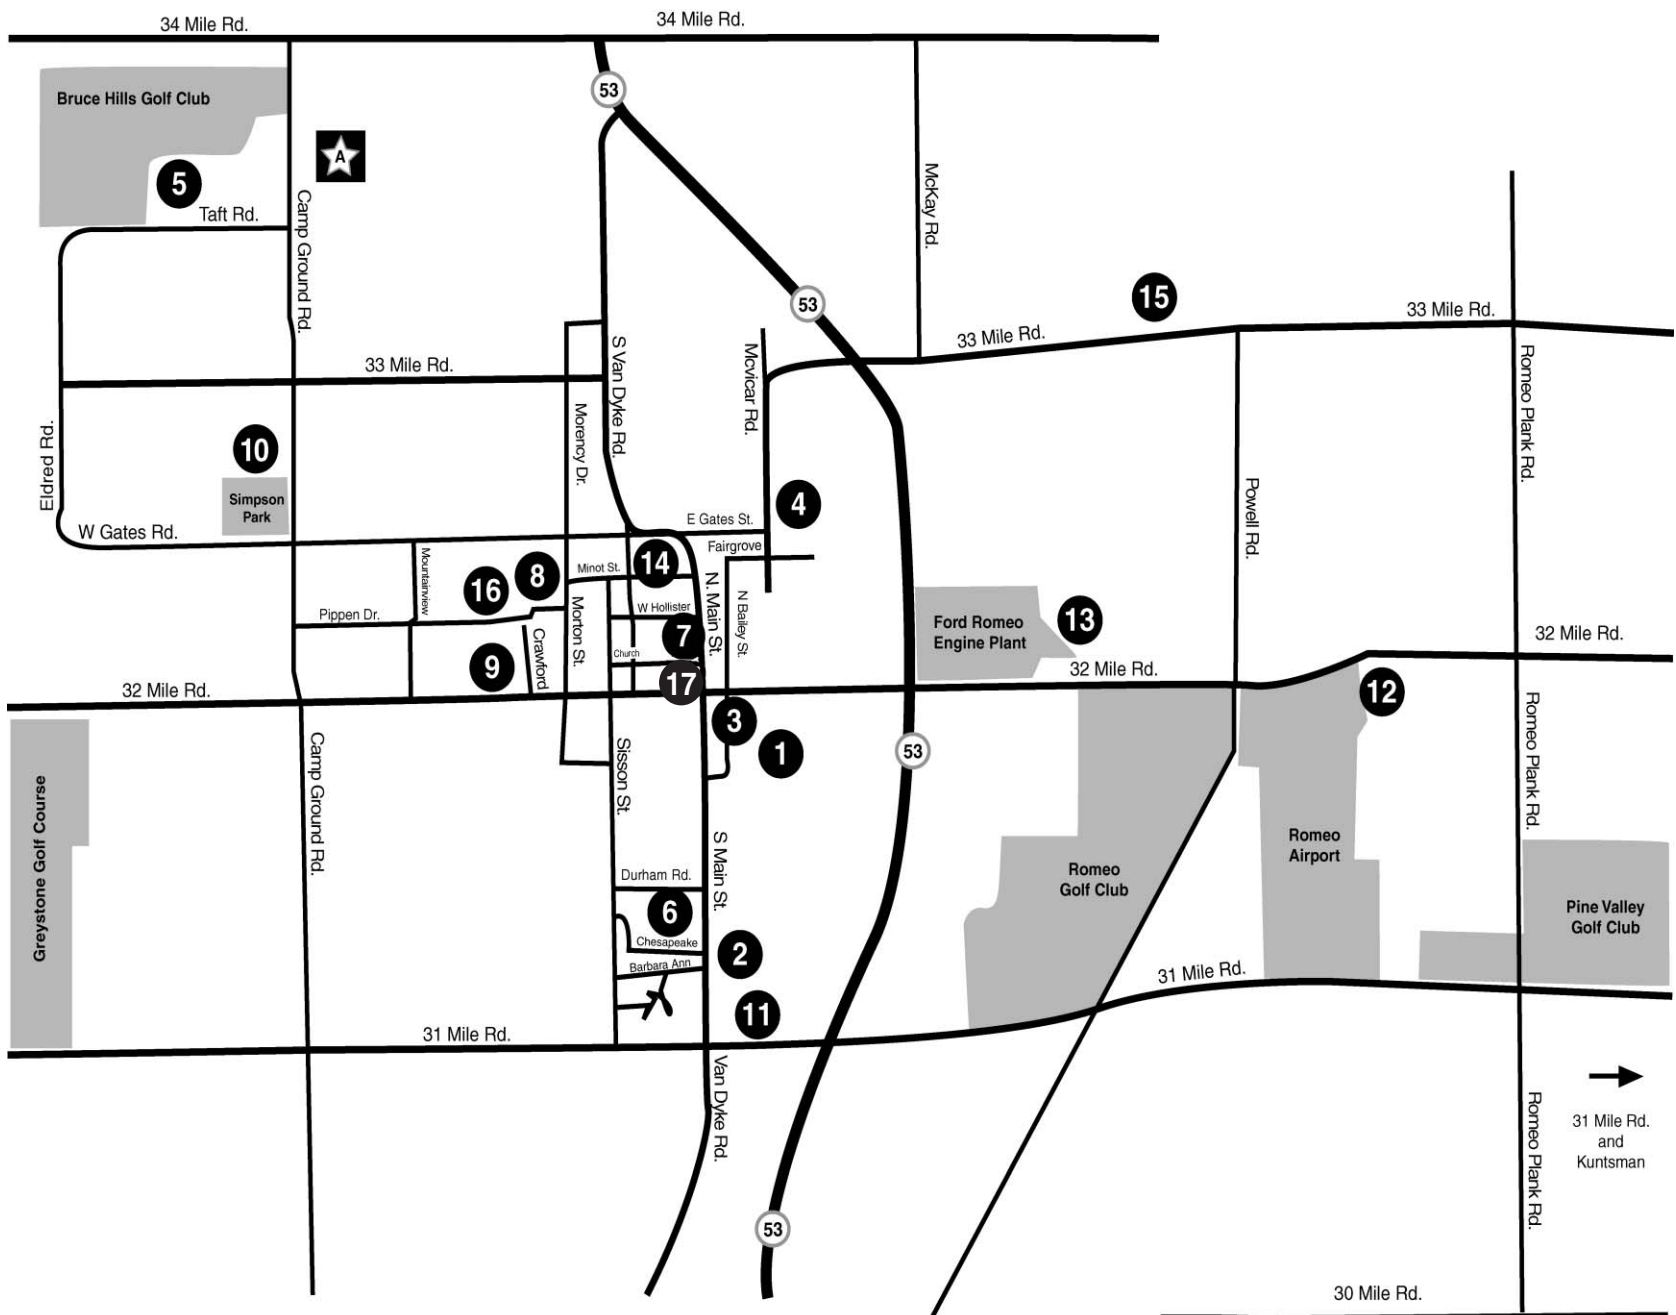 34 Mile Rd.
34 Mile Rd.
53
Bruce Hills Golf Club
A
5
Taft Rd.
Camp Ground Rd.
McKay Rd.
53
15
33 Mile Rd.
33 Mile Rd.
33 Mile Rd.
S Van Dyke Rd.
Mcvicar Rd.
Romeo Plank Rd.
Eldred Rd.
10
Morency Dr.
Simpson
Park
4
Powell Rd.
W Gates Rd.
E Gates St.
Fairgrove
Mountainview
16
8
Minot St.
14
N. Main St.
N Bailey St.
Pippen Dr.
Morton St.
W Hollister
7
Ford Romeo
Engine Plant
13
32 Mile Rd.
Crawford
9
Church
17
32 Mile Rd.
32 Mile Rd.
12
3
1
53
Greystone Golf Course
Camp Ground Rd.
Sisson St.
S Main St.
Romeo Plank Rd.
Romeo
Airport
Romeo
Golf Club
Durham Rd.
6
Chesapeake
Barbara Ann
2
11
Pine Valley
Golf Club
31 Mile Rd.
31 Mile Rd.
Van Dyke Rd.
Romeo Plank Rd.
31 Mile Rd.
and
Kuntsman
53
30 Mile Rd.